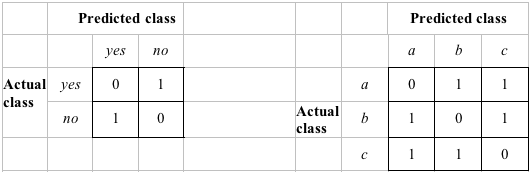 Predicted class Predicted class
yes no a b c
Actual class yes 0 1 a 0 1 1
no 1 0 Actual class b 1 0 1
c 1 1 0